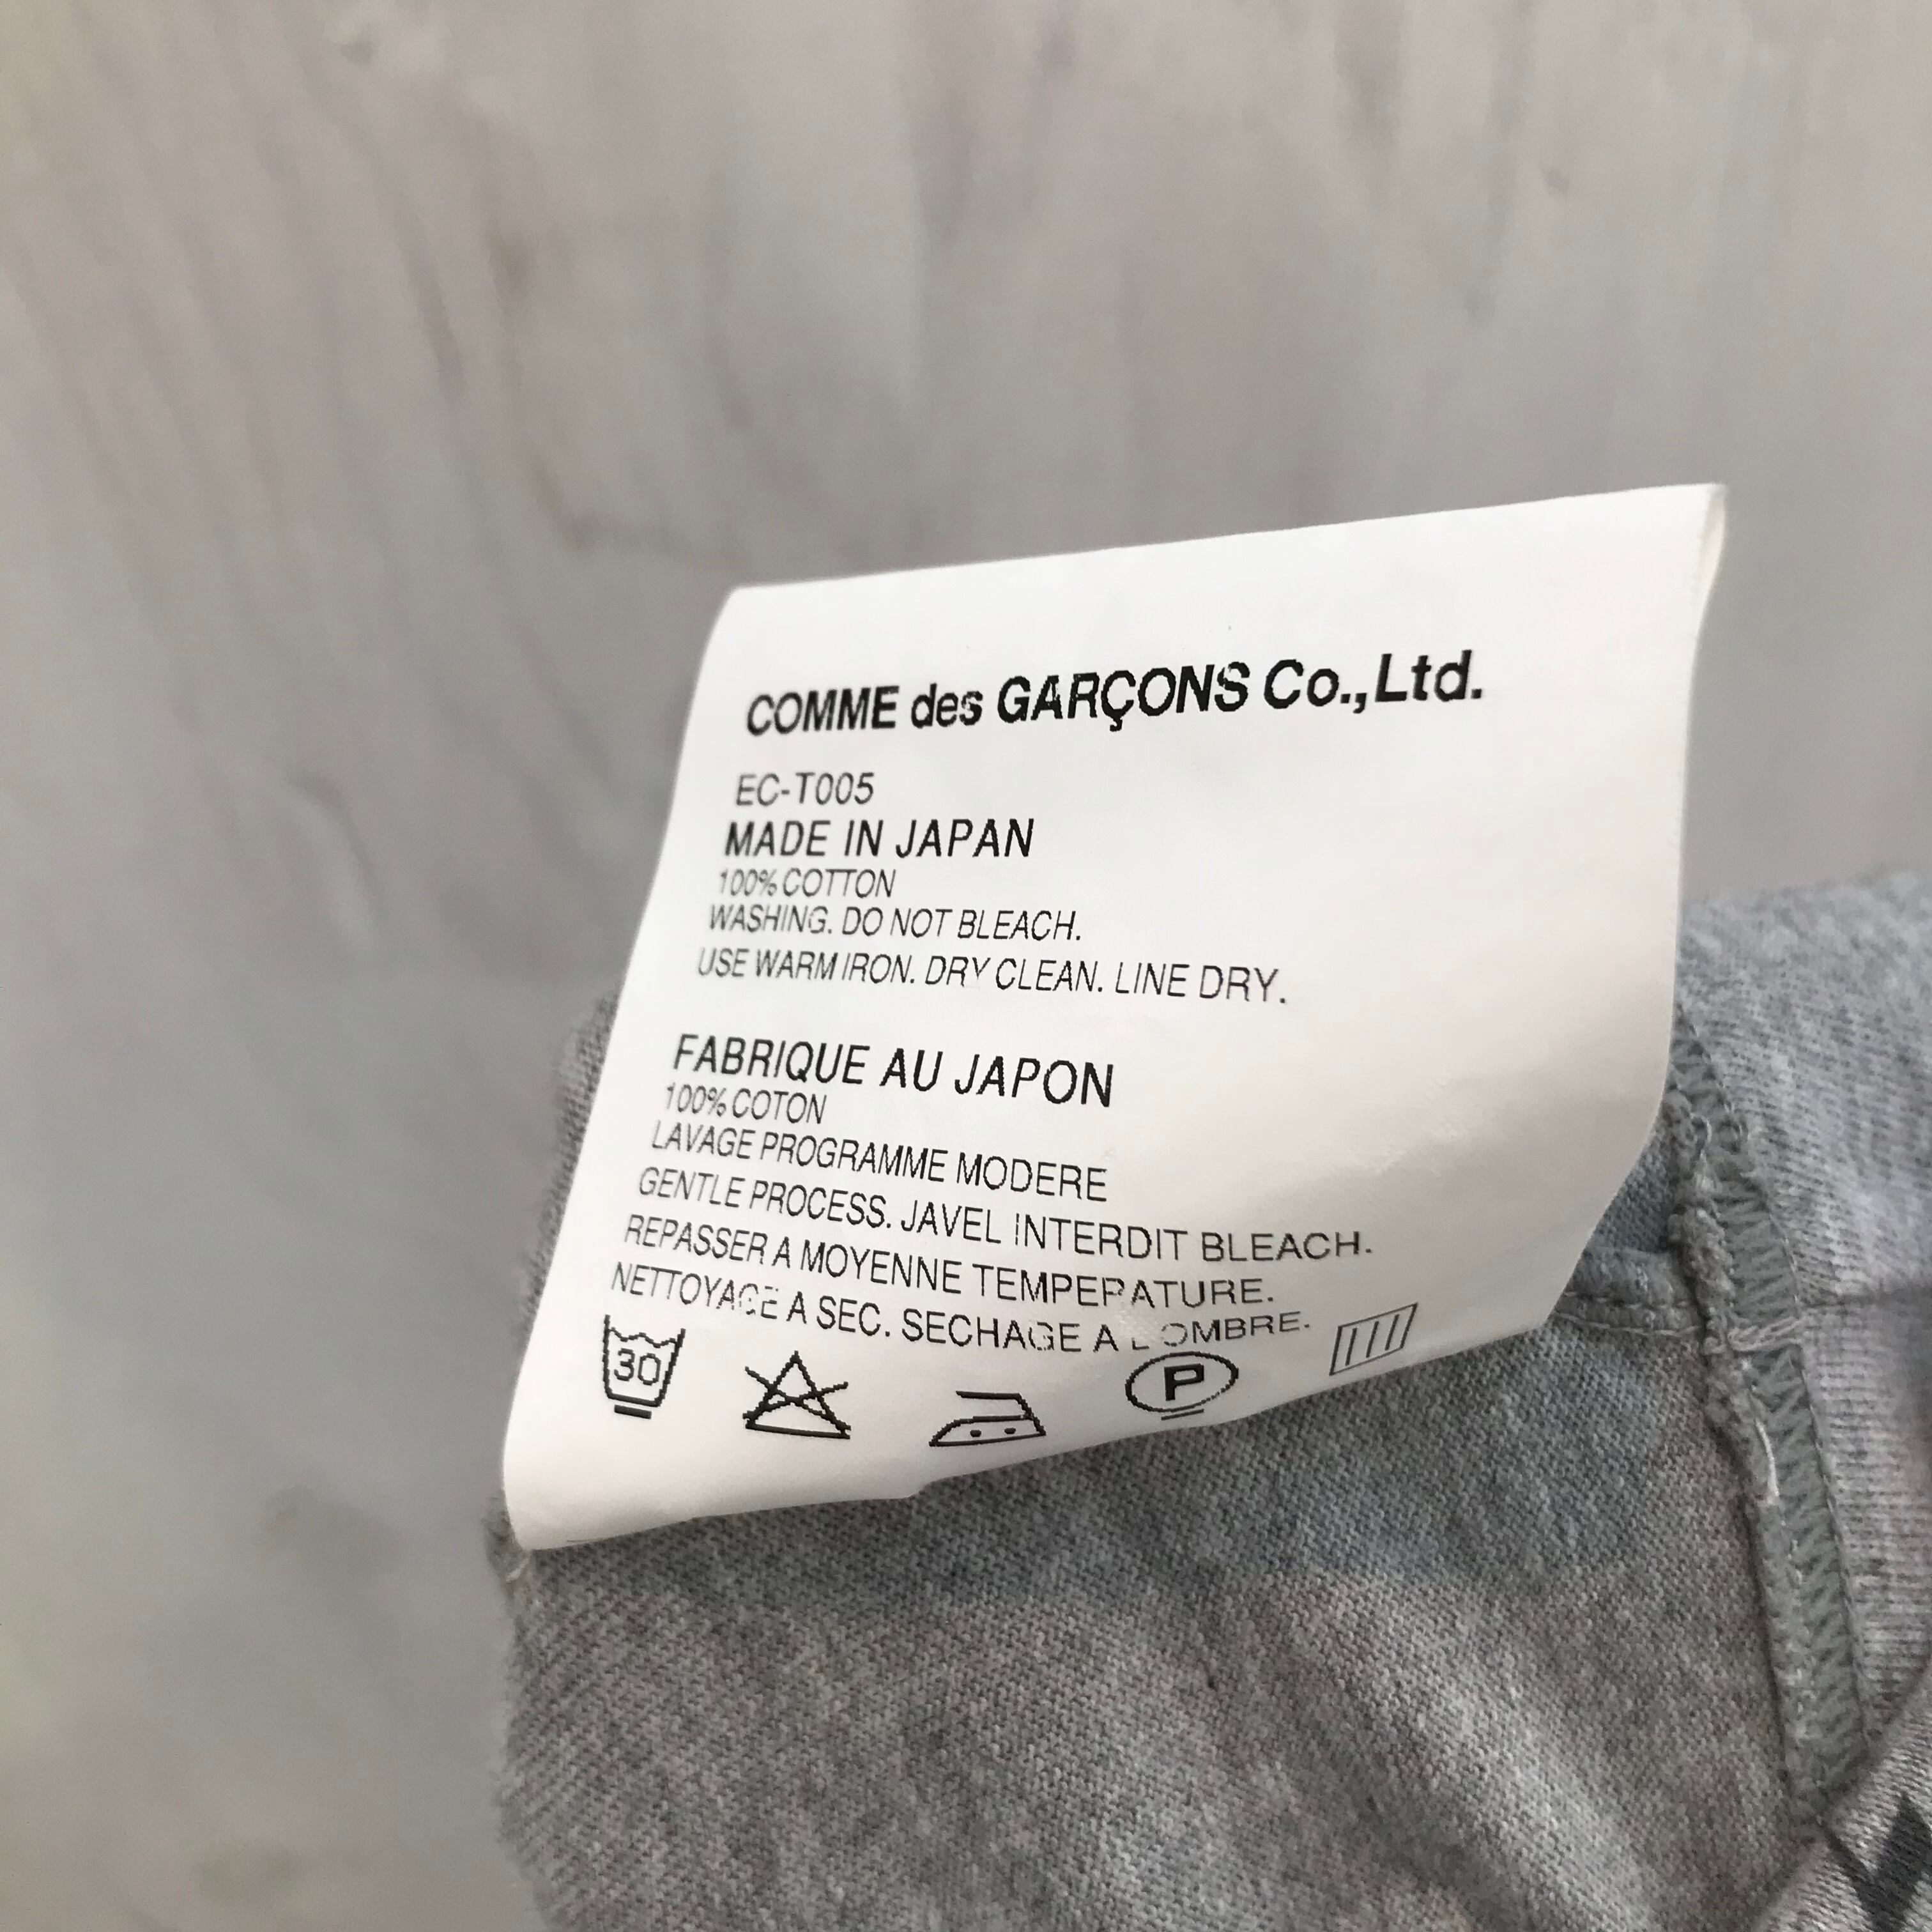 COMME des GARÇONS Co.,Ltd.
EC-T005
MADE IN JAPAN
100% COTTON
WASHING. DO NOT BLEACH.
USE WARM IRON. DRY CLEAN. LINE DRY.
FABRIQUE AU JAPON
100% COTON
LAVAGE PROGRAMME MODERE
GENTLE PROCESS. JAVEL INTERDIT BLEACH.
REPASSER A MOYENNE TEMPERATURE.
NETTOYAGE A SEC. SECHAGE A L OMBRE.
30 P